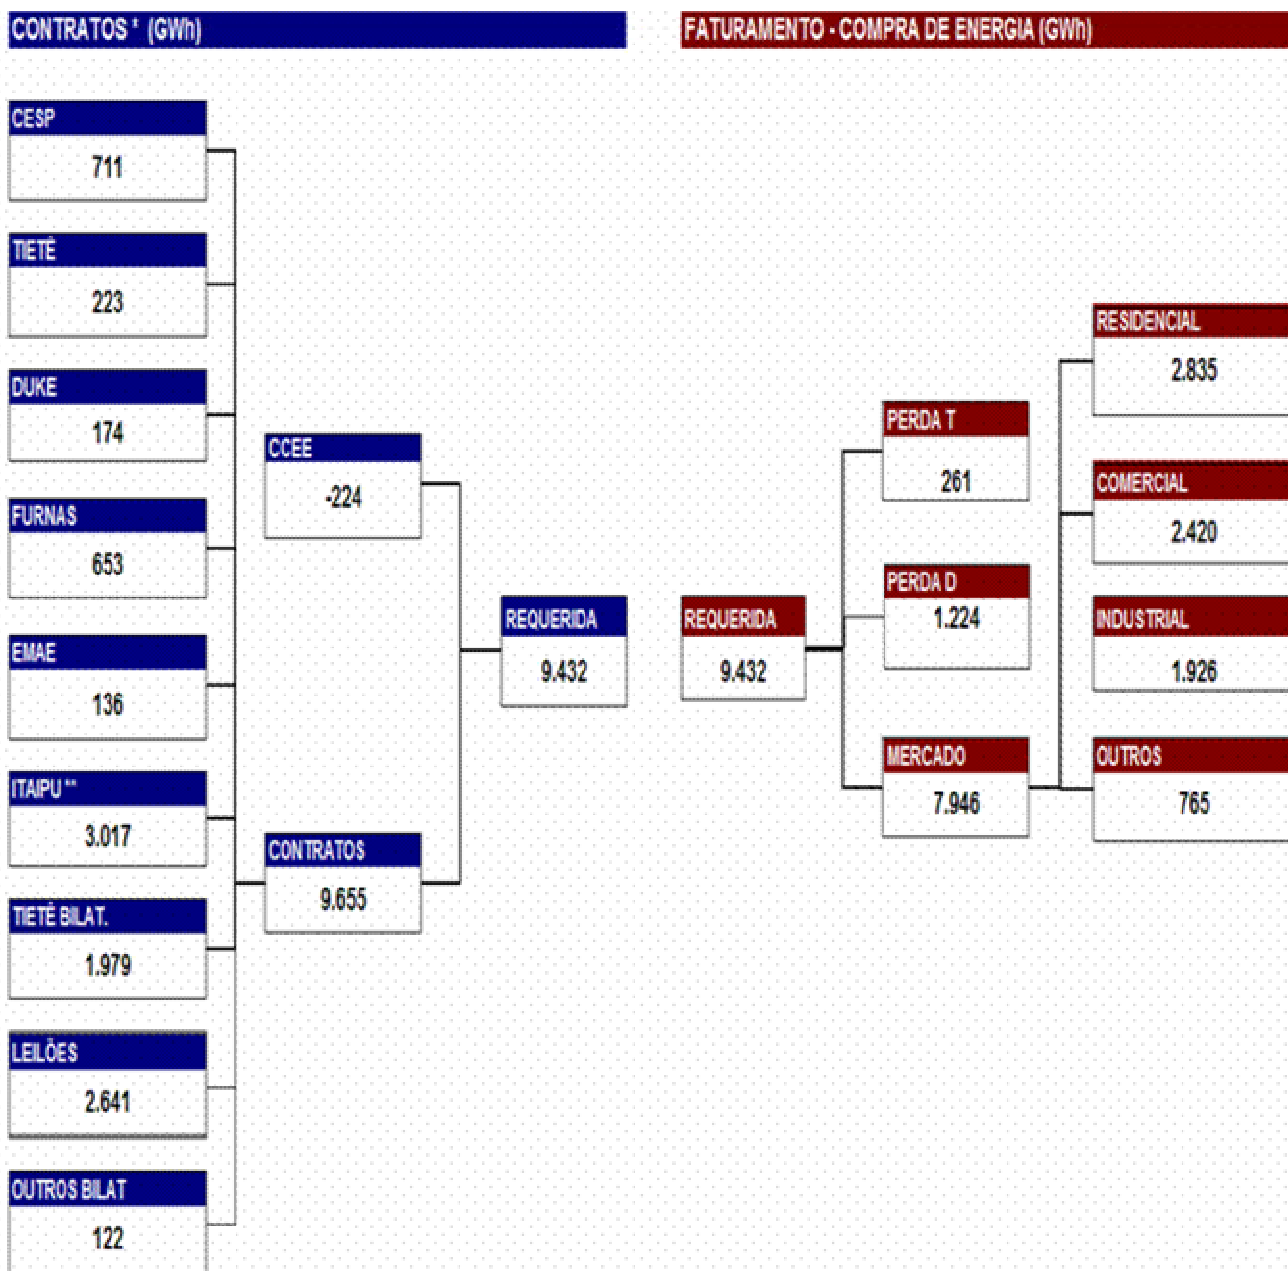 CONTRATOS * (GWh)
CESP
711
TIETÊ
223
DUKE
174
FURNAS
653
EMAE
136
ITAIPU **
3.017
TIETÊ BILAT.
1.979
LEILÕES
2.641
OUTROS BILAT
122
CCEE
-224
CONTRATOS
9.655
REQUERIDA
9.432
FATURAMENTO - COMPRA DE ENERGIA (GWh)
REQUERIDA
9.432
PERDA T
261
PERDA D
1.224
MERCADO
7.946
RESIDENCIAL
2.835
COMERCIAL
2.420
INDUSTRIAL
1.926
OUTROS
765